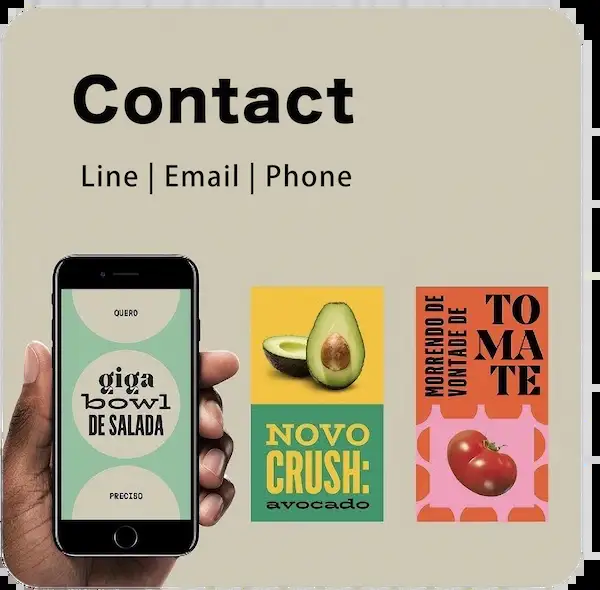 Contact
Line | Email | Phone
QUERO
giga
bowl
DE SALADA
PRECISO
NOVO
CRUSH:
avocado
MORRENDO DE
VONTADE DE
TO
MA
TE